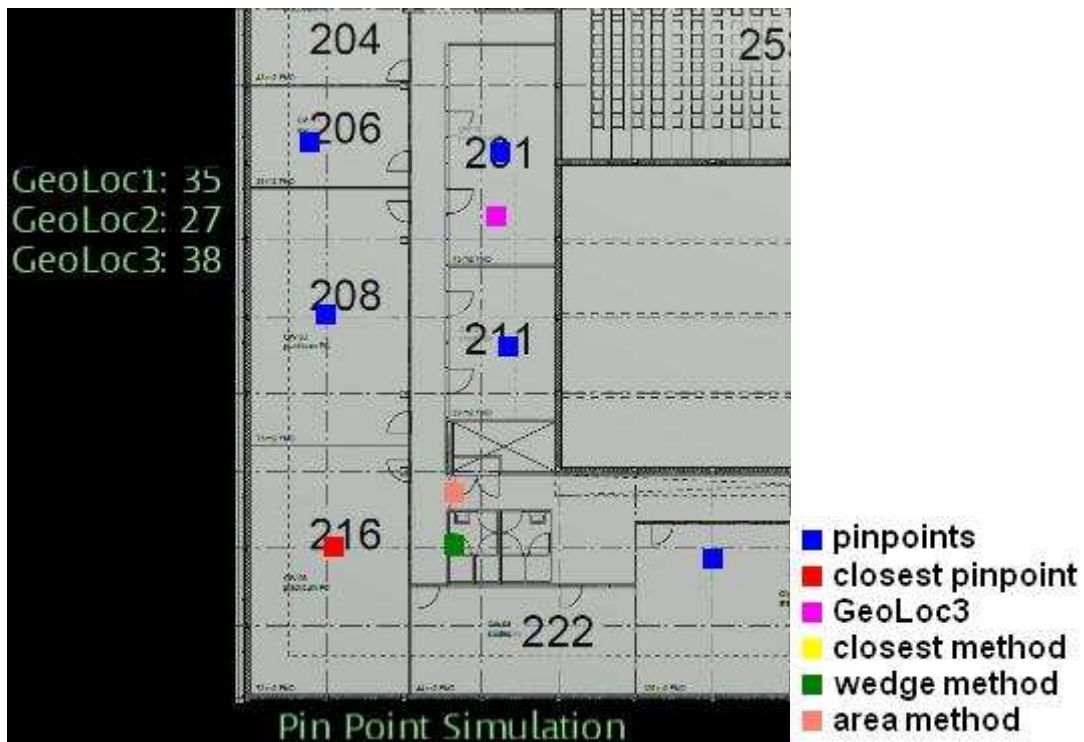 204
253
206
201
GeoLoc1: 35
GeoLoc2: 27
GeoLoc3: 38
208
211
216
222
Pin Point Simulation
pinpoints
closest pinpoint
GeoLoc3
closest method
wedge method
area method